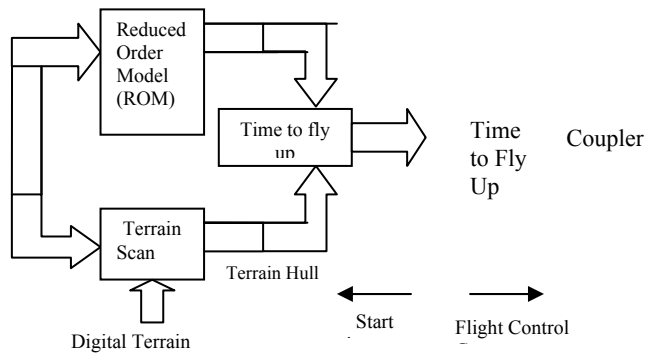 Reduced
Order
Model
(ROM)
Time to fly
up
Time
to Fly
Up
Coupler
Terrain
Scan
Terrain Hull
Start
Flight Control
Digital Terrain